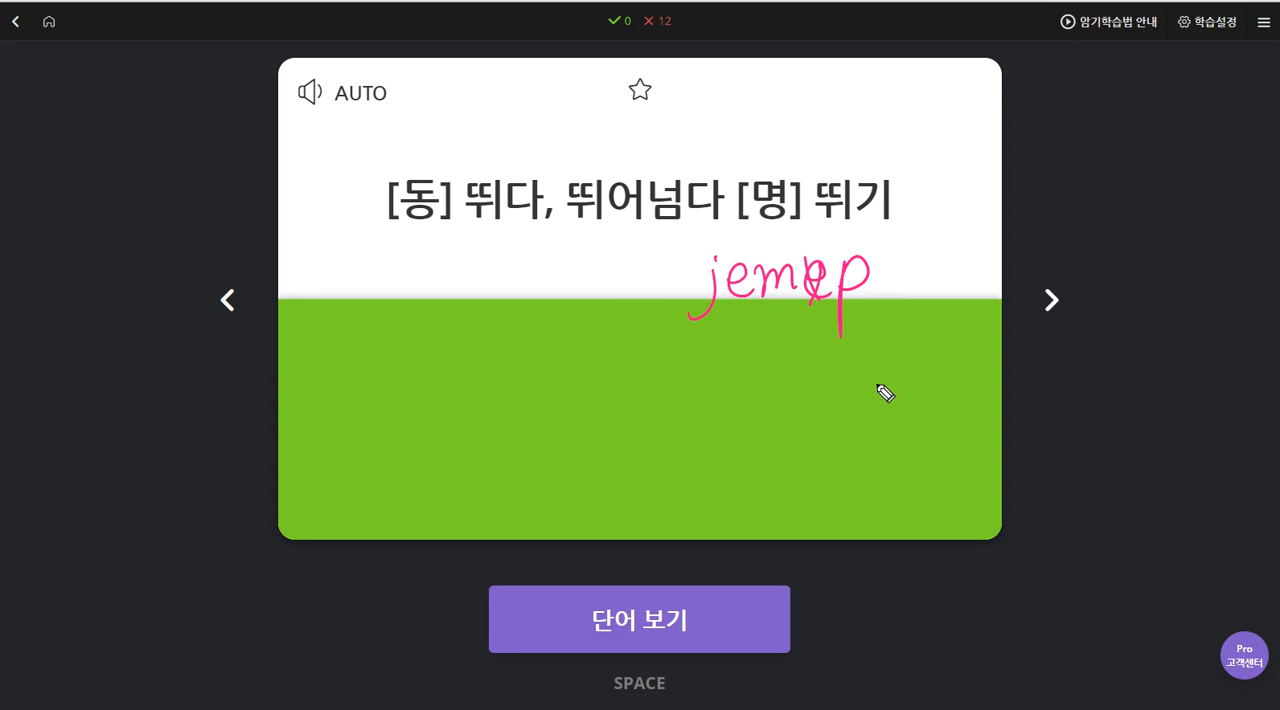 0 12 암기학습법 안내 학습설정
AUTO
[동] 뛰다, 뛰어넘다 [명] 뛰기
단어 보기
Pro
고객센터
SPACE